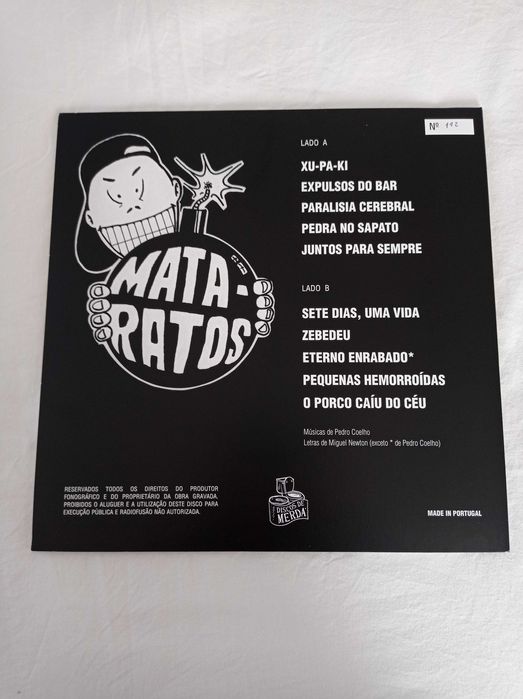 Nº 192
LADO A
XU-PA-KI
EXPULSOS DO BAR
PARALISIA CEREBRAL
PEDRA NO SAPATO
JUNTOS PARA SEMPRE
MATA-
RATOS
LADO B
SETE DIAS, UMA VIDA
ZEBEDEU
ETERNO ENRABADO*
PEQUENAS HEMORROÍDAS
O PORCO CAÍU DO CÉU
Músicas de Pedro Coelho
Letras de Miguel Newton (exceto * de Pedro Coelho)
RESERVADOS TODOS OS DIREITOS DO PRODUTOR
FONOGRÁFICO E DO PROPRIETÁRIO DA OBRA GRAVADA.
PROIBIDOS O ALUGUER E A UTILIZAÇÃO DESTE DISCO PARA
EXECUÇÃO PÚBLICA E RADIOFUSÃO NÃO AUTORIZADA.
DISCOS DE
MERDA
MADE IN PORTUGAL